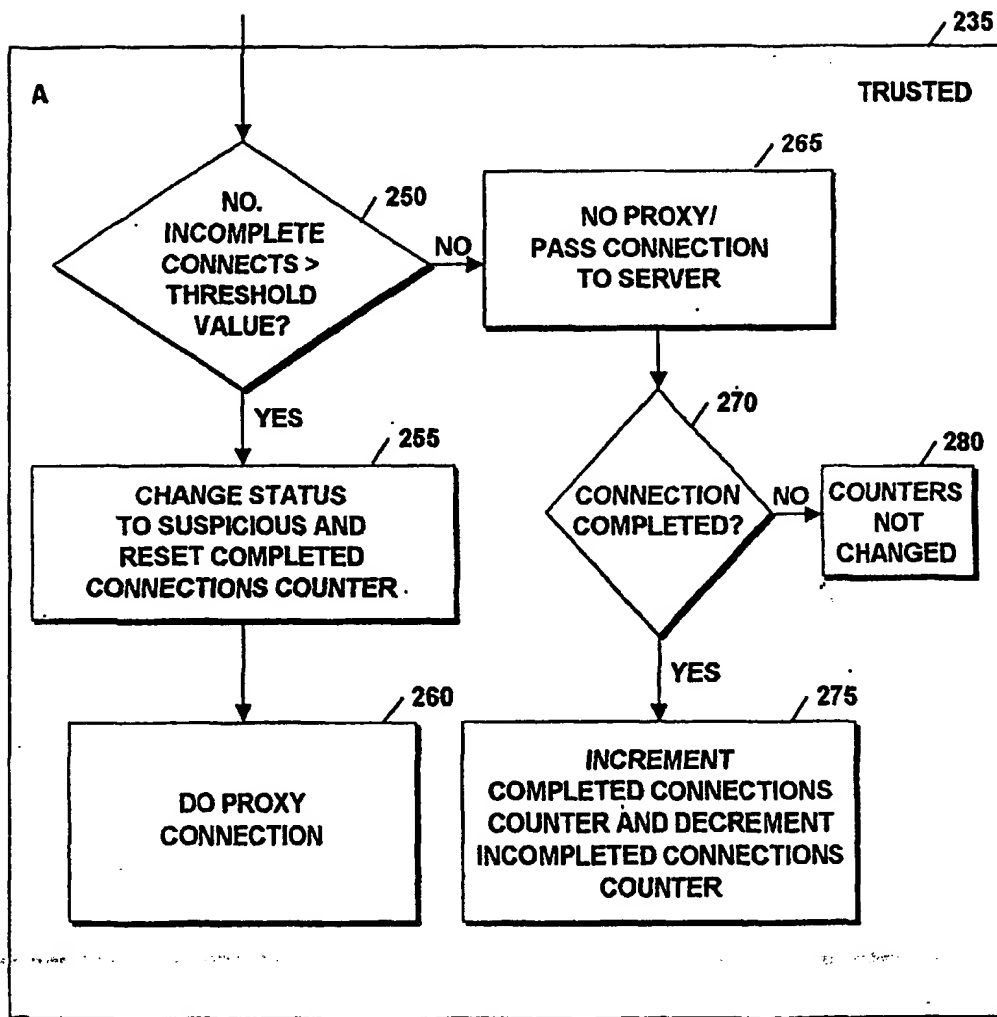 235
A
TRUSTED
NO.
INCOMPLETE
CONNECTS >
THRESHOLD
VALUE?
250
NO
265
NO PROXY/
PASS CONNECTION
TO SERVER
YES
255
CHANGE STATUS
TO SUSPICIOUS AND
RESET COMPLETED
CONNECTIONS COUNTER
270
CONNECTION
COMPLETED?
NO
280
COUNTERS
NOT
CHANGED
260
DO PROXY
CONNECTION
YES
275
INCREMENT
COMPLETED CONNECTIONS
COUNTER AND DECREMENT
INCOMPLETED CONNECTIONS
COUNTER